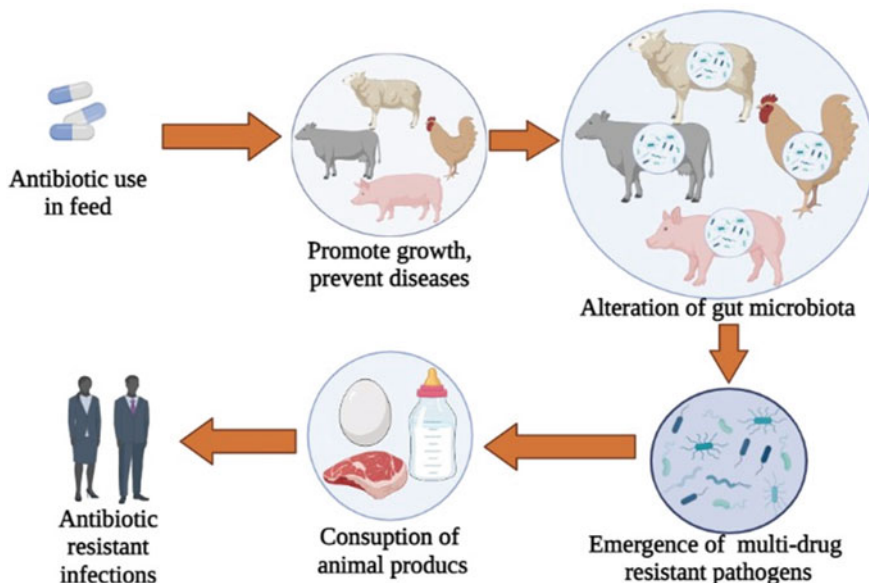 Antibiotic use
in feed
Promote growth,
prevent diseases
Alteration of gut microbiota
Emergence of multi-drug
resistant pathogens
Consuption of
animal producs
Antibiotic
resistant
infections